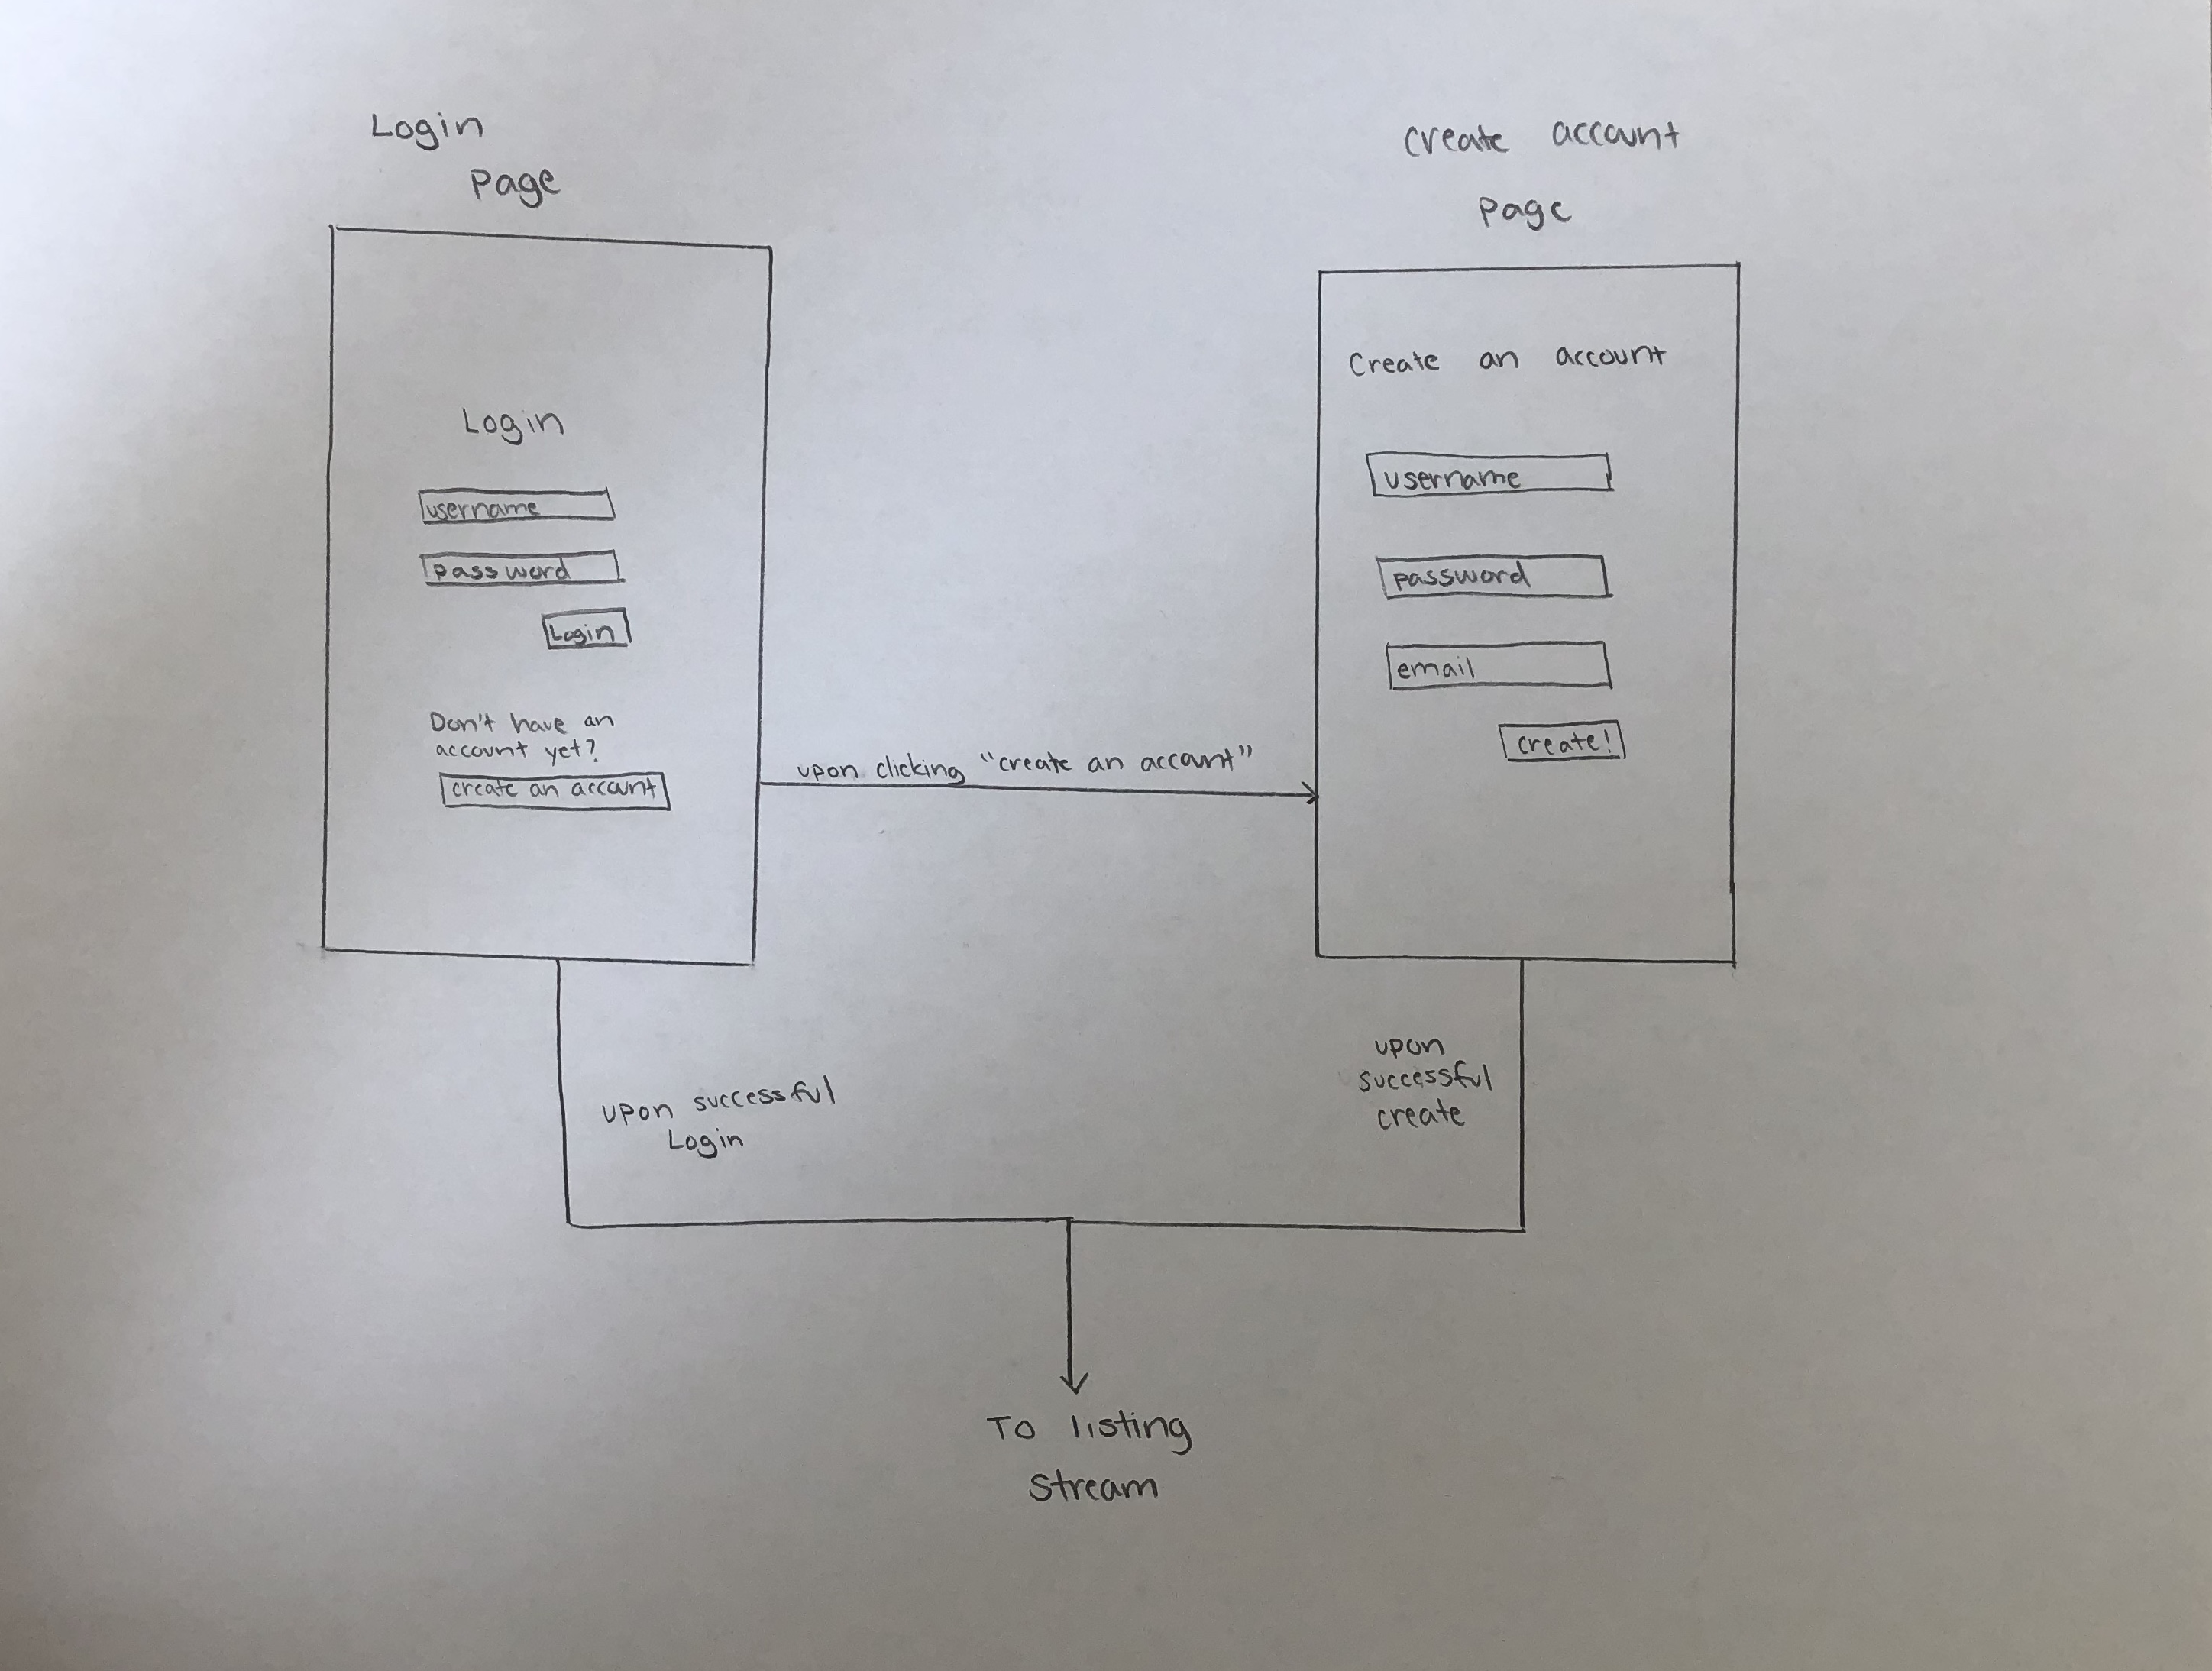 Login
Page
Login
username
password
Login
Don't have an
account yet?
create an account
upon clicking "create an account"
create account
page
Create an account
username
password
email
create!
upon successful
Login
upon
successful
create
To listing
stream